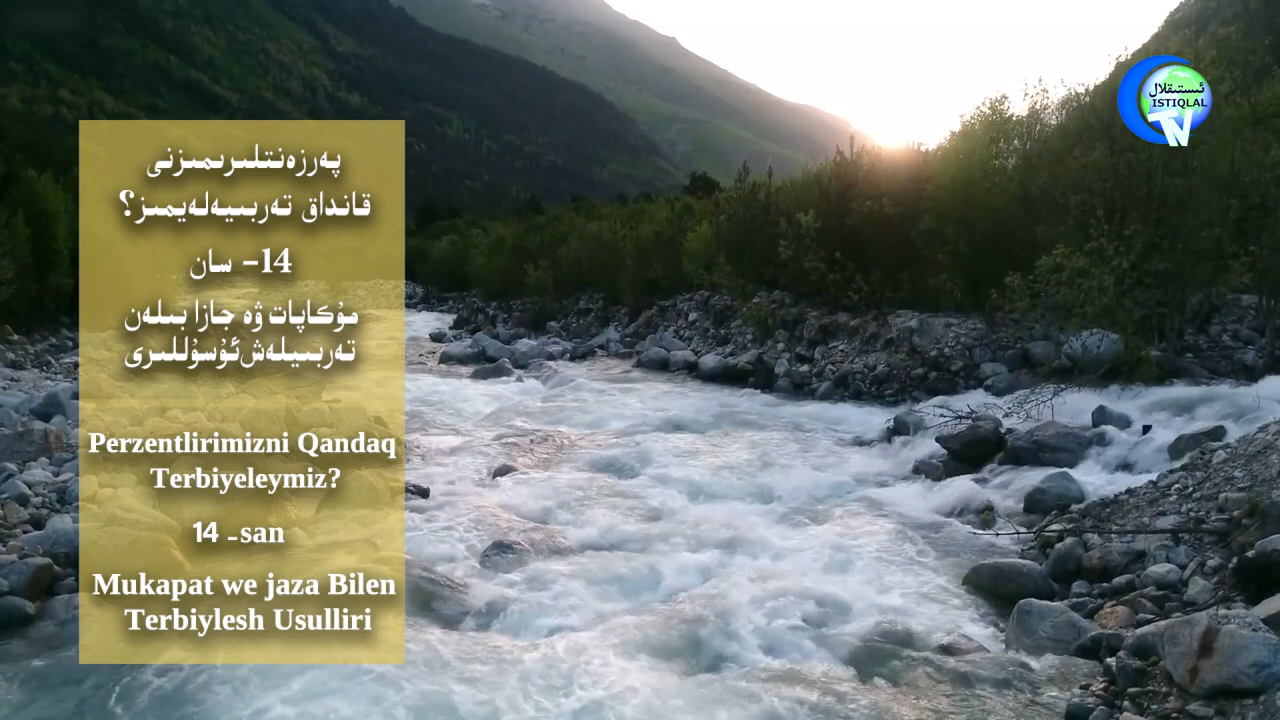 پەرزەنتلىرىمىزنى
قانداق تەربىيەلەيمىز؟
14- سان
مۇكاپات ۋە جازا بىلەن
تەربىيلەش ئۇسۇللىرى
Perzentlirimizni Qandaq
Terbiyeleymiz?
14 -san
Mukapat we jaza Bilen
Terbiylesh Usulliri
ئىستىقلال
ISTIQLAL
TV